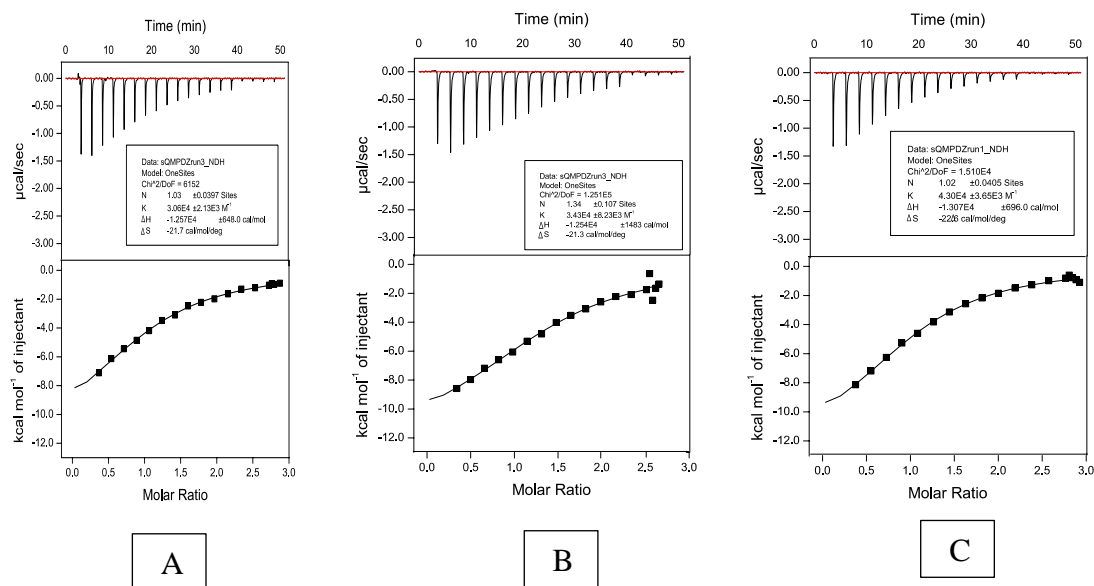 Time (min)
0 10 20 30 40 50
0.00
-0.50
-1.00
-1.50
-2.00
-2.50
-3.00
µcal/sec
Data: sQMPDZrun3_NDH
Model: OneSites
Chi^2/DoF = 6152
N 1.03 ±0.0397 Sites
K 3.06E4 ±2.13E3 M⁻¹
ΔH -1.257E4 ±648.0 cal/mol
ΔS -21.7 cal/mol/deg
0.0
-2.0
-4.0
-6.0
-8.0
-10.0
-12.0
kcal mol⁻¹ of injectant
0.0 0.5 1.0 1.5 2.0 2.5 3.0
Molar Ratio
A
Time (min)
0 10 20 30 40 50
0.00
-0.50
-1.00
-1.50
-2.00
-2.50
-3.00
µcal/sec
Data: sQMPDZrun3_NDH
Model: OneSites
Chi^2/DoF = 1.251E5
N 1.34 ±0.107 Sites
K 3.43E4 ±8.23E3 M⁻¹
ΔH -1.254E4 ±1483 cal/mol
ΔS -21.3 cal/mol/deg
0.0
-2.0
-4.0
-6.0
-8.0
-10.0
-12.0
kcal mol⁻¹ of injectant
0.0 0.5 1.0 1.5 2.0 2.5 3.0
Molar Ratio
B
Time (min)
0 10 20 30 40 50
0.00
-0.50
-1.00
-1.50
-2.00
-2.50
-3.00
µcal/sec
Data: sQMPDZrun1_NDH
Model: OneSites
Chi^2/DoF = 1.510E4
N 1.02 ±0.0405 Sites
K 4.30E4 ±3.65E3 M⁻¹
ΔH -1.307E4 ±696.0 cal/mol
ΔS cal/mol/deg
0.0
-2.0
-4.0
-6.0
-8.0
-10.0
-12.0
kcal mol⁻¹ of injectant
0.0 0.5 1.0 1.5 2.0 2.5 3.0
Molar Ratio
C